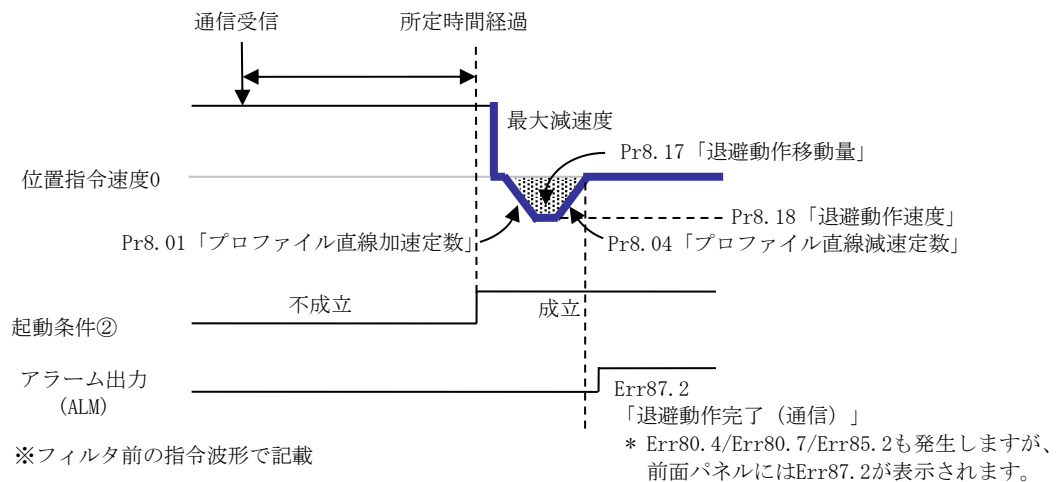 通信受信
所定時間経過
最大減速度
Pr8.17「退避動作移動量」
位置指令速度0
Pr8.18「退避動作速度」
Pr8.01「プロファイル直線加速定数」
Pr8.04「プロファイル直線減速定数」
不成立
成立
起動条件②
アラーム出力
(ALM)
Err87.2
「退避動作完了（通信）」
* Err80.4/Err80.7/Err85.2も発生しますが、
前面パネルにはErr87.2が表示されます。
※フィルタ前の指令波形で記載